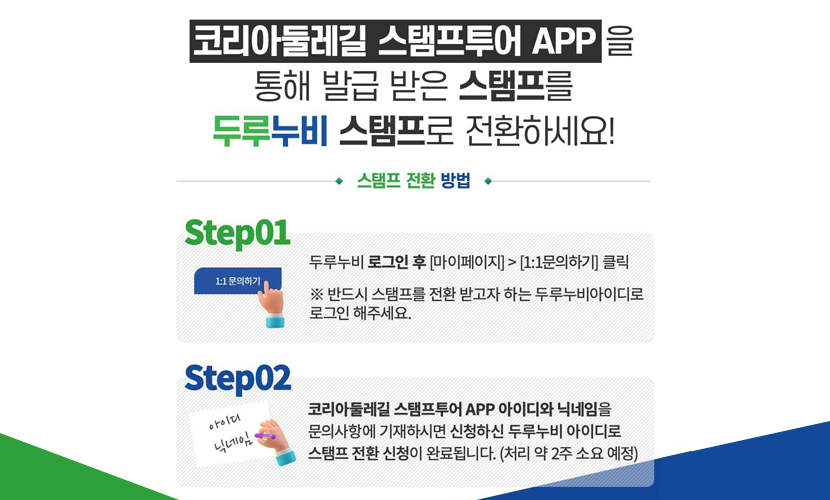 코리아둘레길 스탬프투어 APP을
통해 발급 받은 스탬프를
두루누비 스탬프로 전환하세요!
스탬프 전환 방법
Step01
1:1 문의하기
두루누비 로그인 후 [마이페이지] > [1:1문의하기] 클릭
※ 반드시 스탬프를 전환 받고자 하는 두루누비아이디로
로그인 해주세요.
Step02
아이디
닉네임
코리아둘레길 스탬프투어 APP 아이디와 닉네임을
문의사항에 기재하시면 신청하신 두루누비 아이디로
스탬프 전환 신청이 완료됩니다. (처리 약 2주 소요 예정)